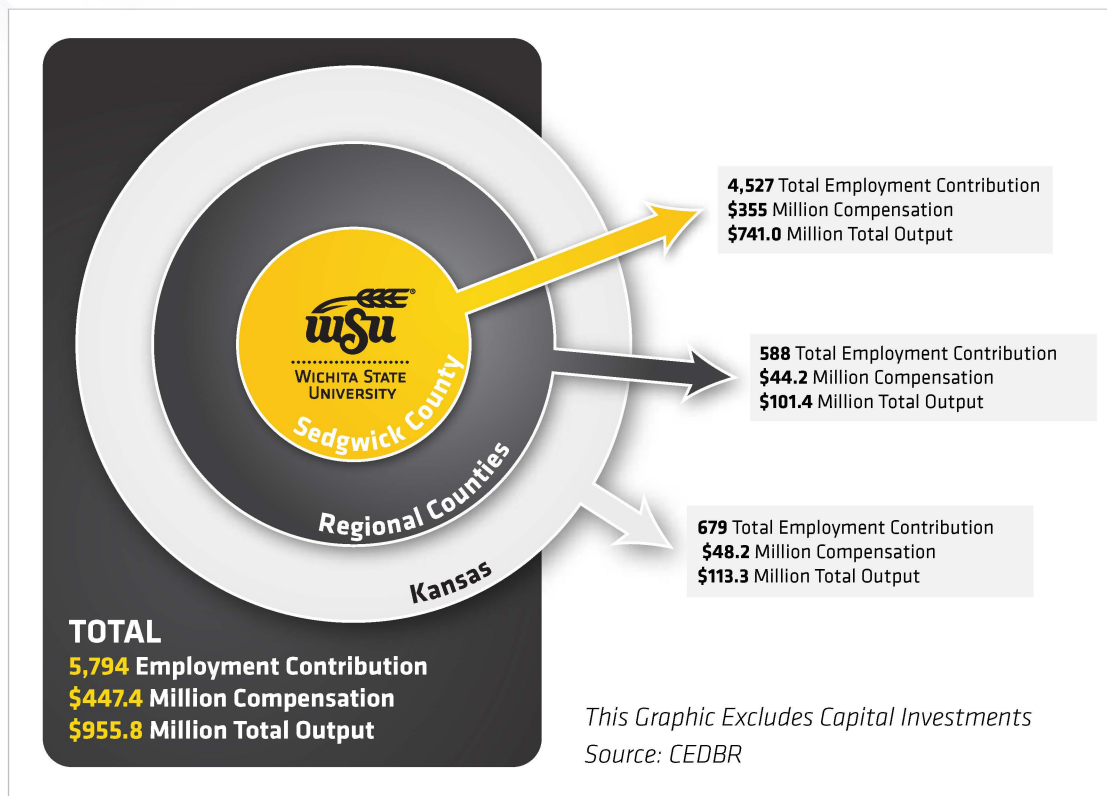 wsu®
WICHITA STATE
UNIVERSITY
Sedgwick County
Regional Counties
Kansas
4,527 Total Employment Contribution
$355 Million Compensation
$741.0 Million Total Output
588 Total Employment Contribution
$44.2 Million Compensation
$101.4 Million Total Output
679 Total Employment Contribution
$48.2 Million Compensation
$113.3 Million Total Output
TOTAL
5,794 Employment Contribution
$447.4 Million Compensation
$955.8 Million Total Output
This Graphic Excludes Capital Investments
Source: CEDBR